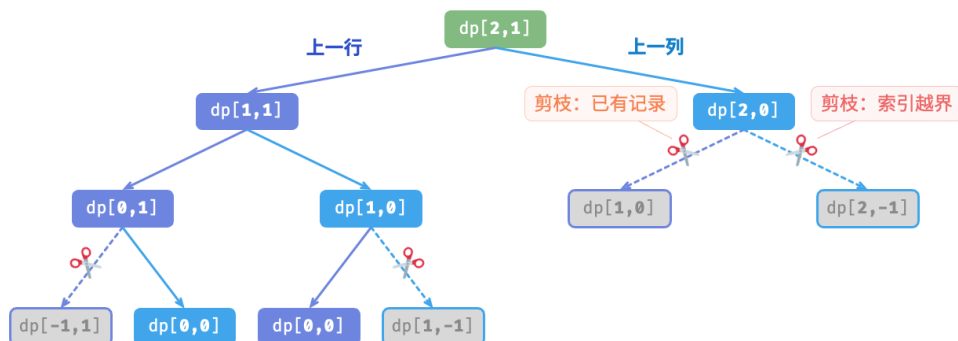 dp[2,1]
上一行
上一列
dp[1,1]
剪枝：已有记录
dp[2,0]
剪枝：索引越界
dp[0,1]
dp[1,0]
dp[1,0]
dp[2,-1]
dp[-1,1]
dp[0,0]
dp[0,0]
dp[1,-1]